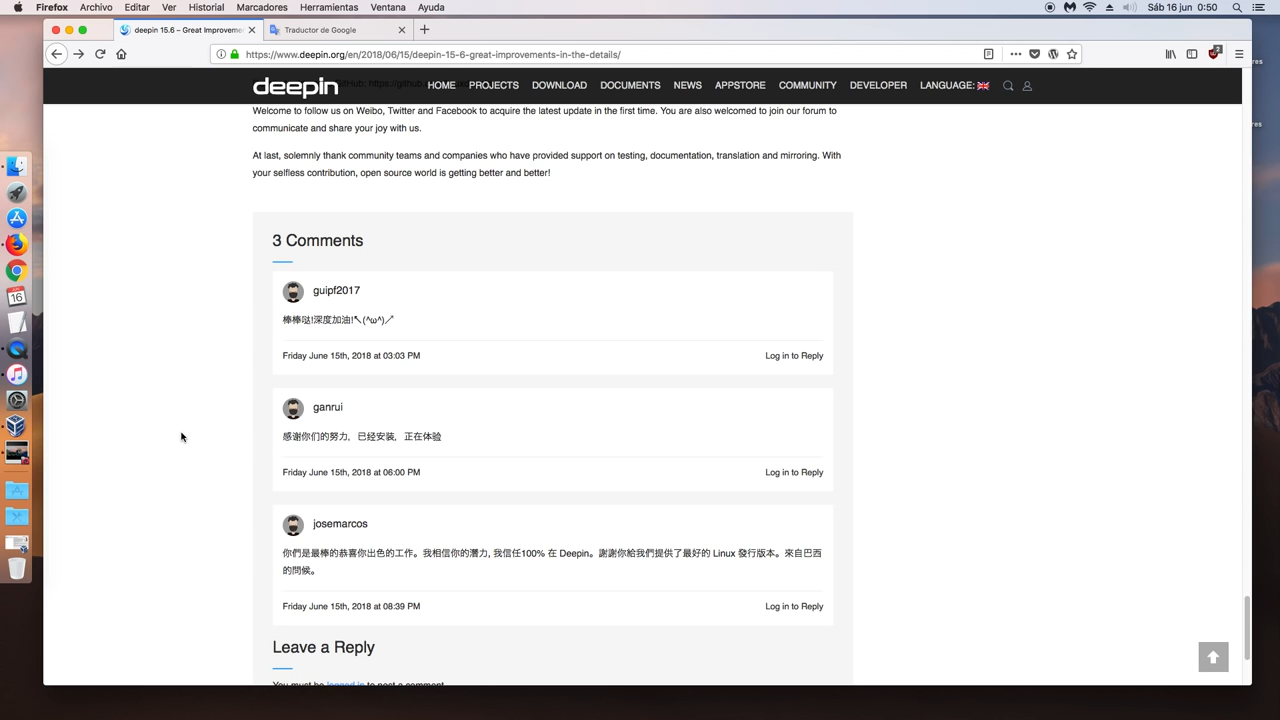 Firefox Archivo Editar Ver Historial Marcadores Herramientas Ventana Ayuda Sáb 16 jun 0:50
deepin 15.6 – Great Improveme
Traductor de Google
https://www.deepin.org/en/2018/06/15/deepin-15-6-great-improvements-in-the-details/
2
deepin HOME PROJECTS DOWNLOAD DOCUMENTS NEWS APPSTORE COMMUNITY DEVELOPER LANGUAGE:
Welcome to follow us on Weibo, Twitter and Facebook to acquire the latest update in the first time. You are also welcomed to join our forum to
communicate and share your joy with us.
At last, solemnly thank community teams and companies who have provided support on testing, documentation, translation and mirroring. With
your selfless contribution, open source world is getting better and better!
3 Comments
guipf2017
棒棒哒!深度加油!↖(^ω^)↗
Friday June 15th, 2018 at 03:03 PM Log in to Reply
ganrui
感谢你们的努力，已经安装，正在体验
Friday June 15th, 2018 at 06:00 PM Log in to Reply
josemarcos
你們是最棒的恭喜你出色的工作。我相信你的潛力, 我信任100% 在 Deepin。謝謝你給我們提供了最好的 Linux 發行版本。來自巴西
的問候。
Friday June 15th, 2018 at 08:39 PM Log in to Reply
Leave a Reply
You must be logged in to post a comment.
16